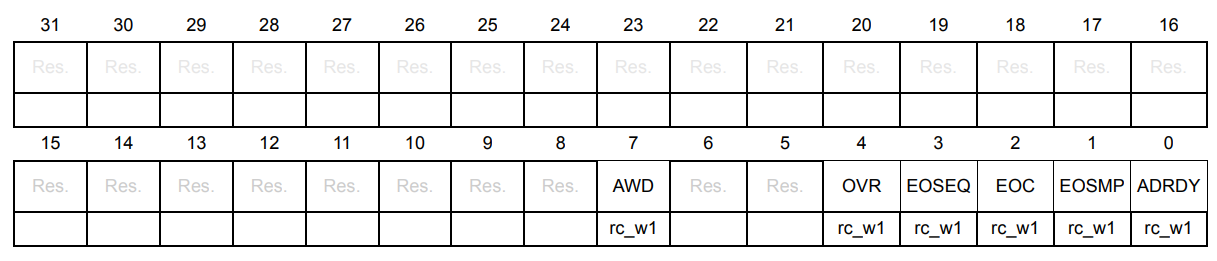 31 30 29 28 27 26 25 24 23 22 21 20 19 18 17 16
Res. Res. Res. Res. Res. Res. Res. Res. Res. Res. Res. Res. Res. Res. Res. Res.
15 14 13 12 11 10 9 8 7 6 5 4 3 2 1 0
Res. Res. Res. Res. Res. Res. Res. Res. AWD Res. Res. OVR EOSEQ EOC EOSMP ADRDY
rc_w1 rc_w1 rc_w1 rc_w1 rc_w1 rc_w1